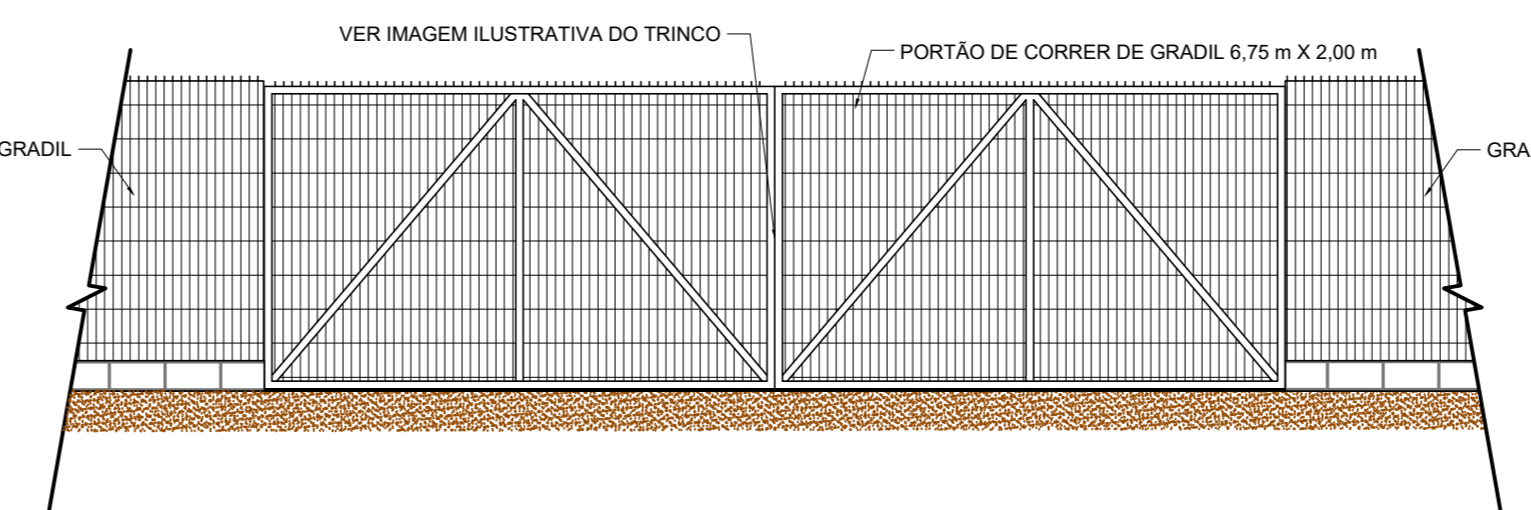 VER IMAGEM ILUSTRATIVA DO TRINCO
PORTÃO DE CORRER DE GRADIL 6,75 m X 2,00 m
GRADIL
GRA